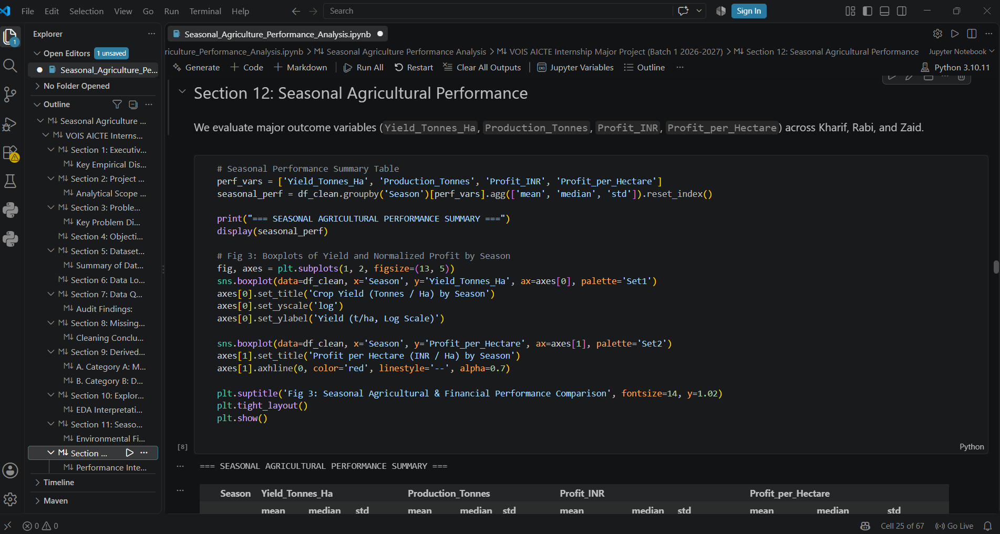 File Edit Selection View Go Run Terminal Help
Search
Sign In
Explorer
Open Editors 1 unsaved
Seasonal_Agriculture_Pe...
No Folder Opened
Outline
Seasonal Agriculture ...
VOIS AICTE Interns...
Section 1: Executiv...
Key Empirical Dis...
Section 2: Project ...
Analytical Scope ...
Section 3: Proble...
Key Problem Di...
Section 4: Objecti...
Section 5: Dataset...
Summary of Dat...
Section 6: Data Lo...
Section 7: Data Q...
Audit Findings:
Section 8: Missing...
Cleaning Conclu...
Section 9: Derived...
A. Category A: M...
B. Category B: D...
Section 10: Explor...
EDA Interpretati...
Section 11: Seaso...
Environmental Fi...
Section ...
Performance Inte...
Timeline
Maven
Seasonal_Agriculture_Performance_Analysis.ipynb
riculture_Performance_Analysis.ipynb > M↓ Seasonal Agriculture Performance Analysis > M↓ VOIS AICTE Internship Major Project (Batch 1 2026-2027) > M↓ Section 12: Seasonal Agricultural Performance Jupyter Notebook
Generate + Code + Markdown Run All Restart Clear All Outputs Jupyter Variables Outline ... Python 3.10.11
Section 12: Seasonal Agricultural Performance
We evaluate major outcome variables (Yield_Tonnes_Ha, Production_Tonnes, Profit_INR, Profit_per_Hectare) across Kharif, Rabi, and Zaid.
# Seasonal Performance Summary Table
perf_vars = ['Yield_Tonnes_Ha', 'Production_Tonnes', 'Profit_INR', 'Profit_per_Hectare']
seasonal_perf = df_clean.groupby('Season')[perf_vars].agg(['mean', 'median', 'std']).reset_index()
print("=== SEASONAL AGRICULTURAL PERFORMANCE SUMMARY ===")
display(seasonal_perf)
# Fig 3: Boxplots of Yield and Normalized Profit by Season
fig, axes = plt.subplots(1, 2, figsize=(13, 5))
sns.boxplot(data=df_clean, x='Season', y='Yield_Tonnes_Ha', ax=axes[0], palette='Set1')
axes[0].set_title('Crop Yield (Tonnes / Ha) by Season')
axes[0].set_yscale('log')
axes[0].set_ylabel('Yield (t/ha, Log Scale)')
sns.boxplot(data=df_clean, x='Season', y='Profit_per_Hectare', ax=axes[1], palette='Set2')
axes[1].set_title('Profit per Hectare (INR / Ha) by Season')
axes[1].axhline(0, color='red', linestyle='--', alpha=0.7)
plt.suptitle('Fig 3: Seasonal Agricultural & Financial Performance Comparison', fontsize=14, y=1.02)
plt.tight_layout()
plt.show()
[8]
Python
=== SEASONAL AGRICULTURAL PERFORMANCE SUMMARY ===
Season Yield_Tonnes_Ha Production_Tonnes Profit_INR Profit_per_Hectare
mean median std mean median std mean median std mean median std
0 0 Cell 25 of 67 Go Live